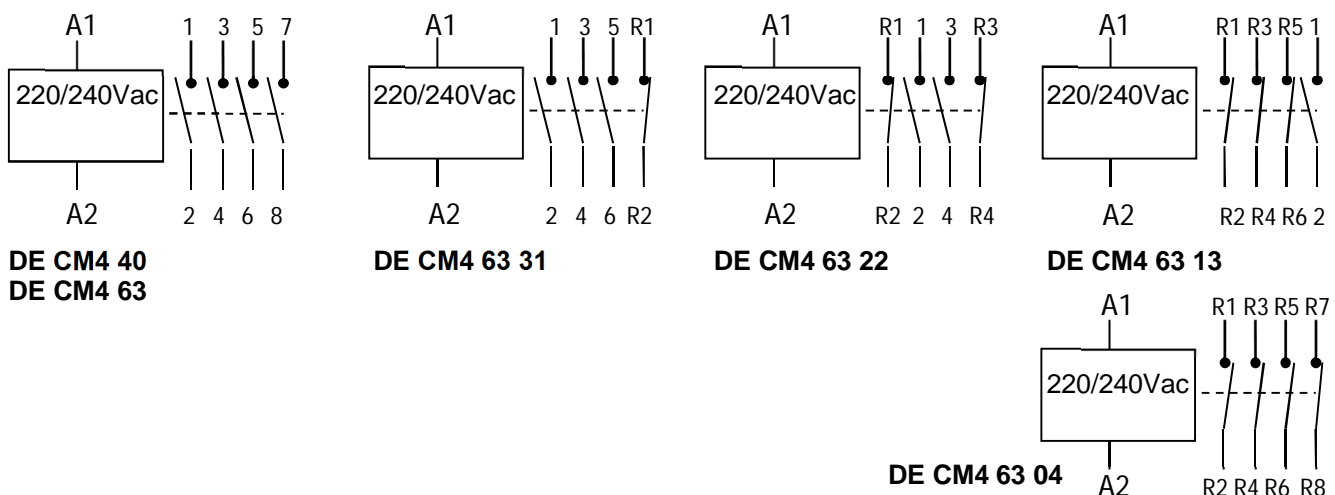 A1 1 3 5 7
220/240Vac
A2 2 4 6 8
DE CM4 40
DE CM4 63
A1 1 3 5 R1
220/240Vac
A2 2 4 6 R2
DE CM4 63 31
A1 R1 1 3 R3
220/240Vac
A2 R2 2 4 R4
DE CM4 63 22
A1 R1 R3 R5 1
220/240Vac
A2 R2 R4 R6 2
DE CM4 63 13
A1 R1 R3 R5 R7
220/240Vac
DE CM4 63 04 A2 R2 R4 R6 R8